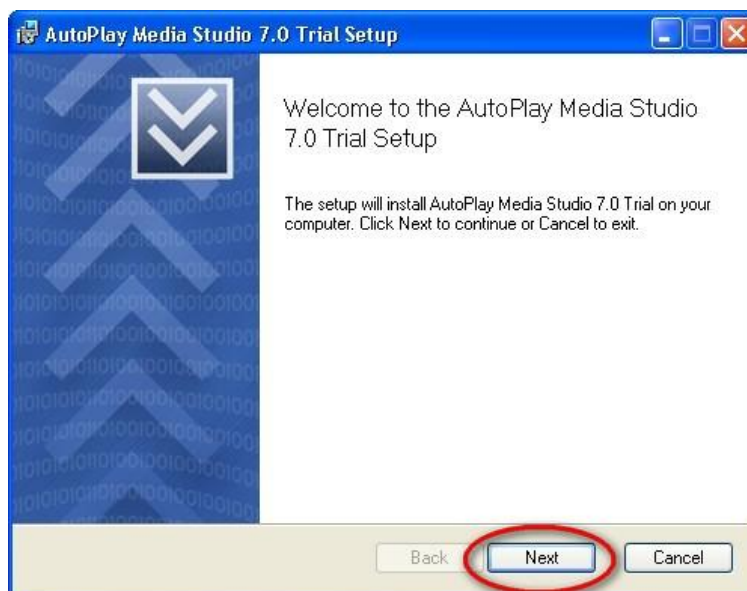 AutoPlay Media Studio 7.0 Trial Setup
Welcome to the AutoPlay Media Studio
7.0 Trial Setup
The setup will install AutoPlay Media Studio 7.0 Trial on your
computer. Click Next to continue or Cancel to exit.
Back Next Cancel